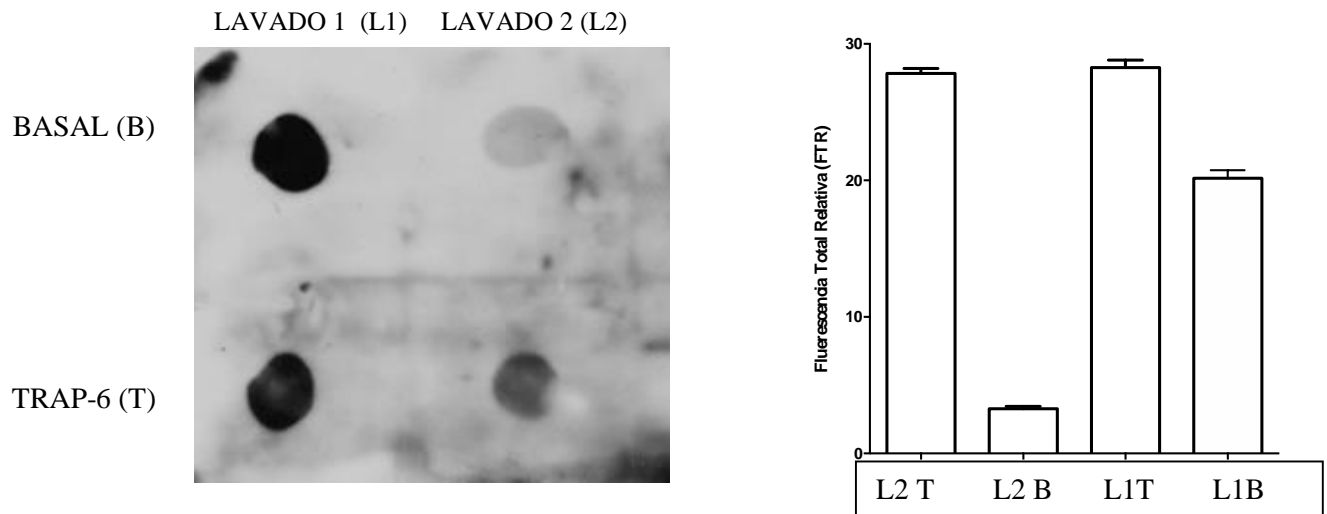 LAVADO 1 (L1) LAVADO 2 (L2)
BASAL (B)
TRAP-6 (T)
Fluerescencia Total Relativa (FTR)
30
20
10
0
L2 T L2 B L1T L1B